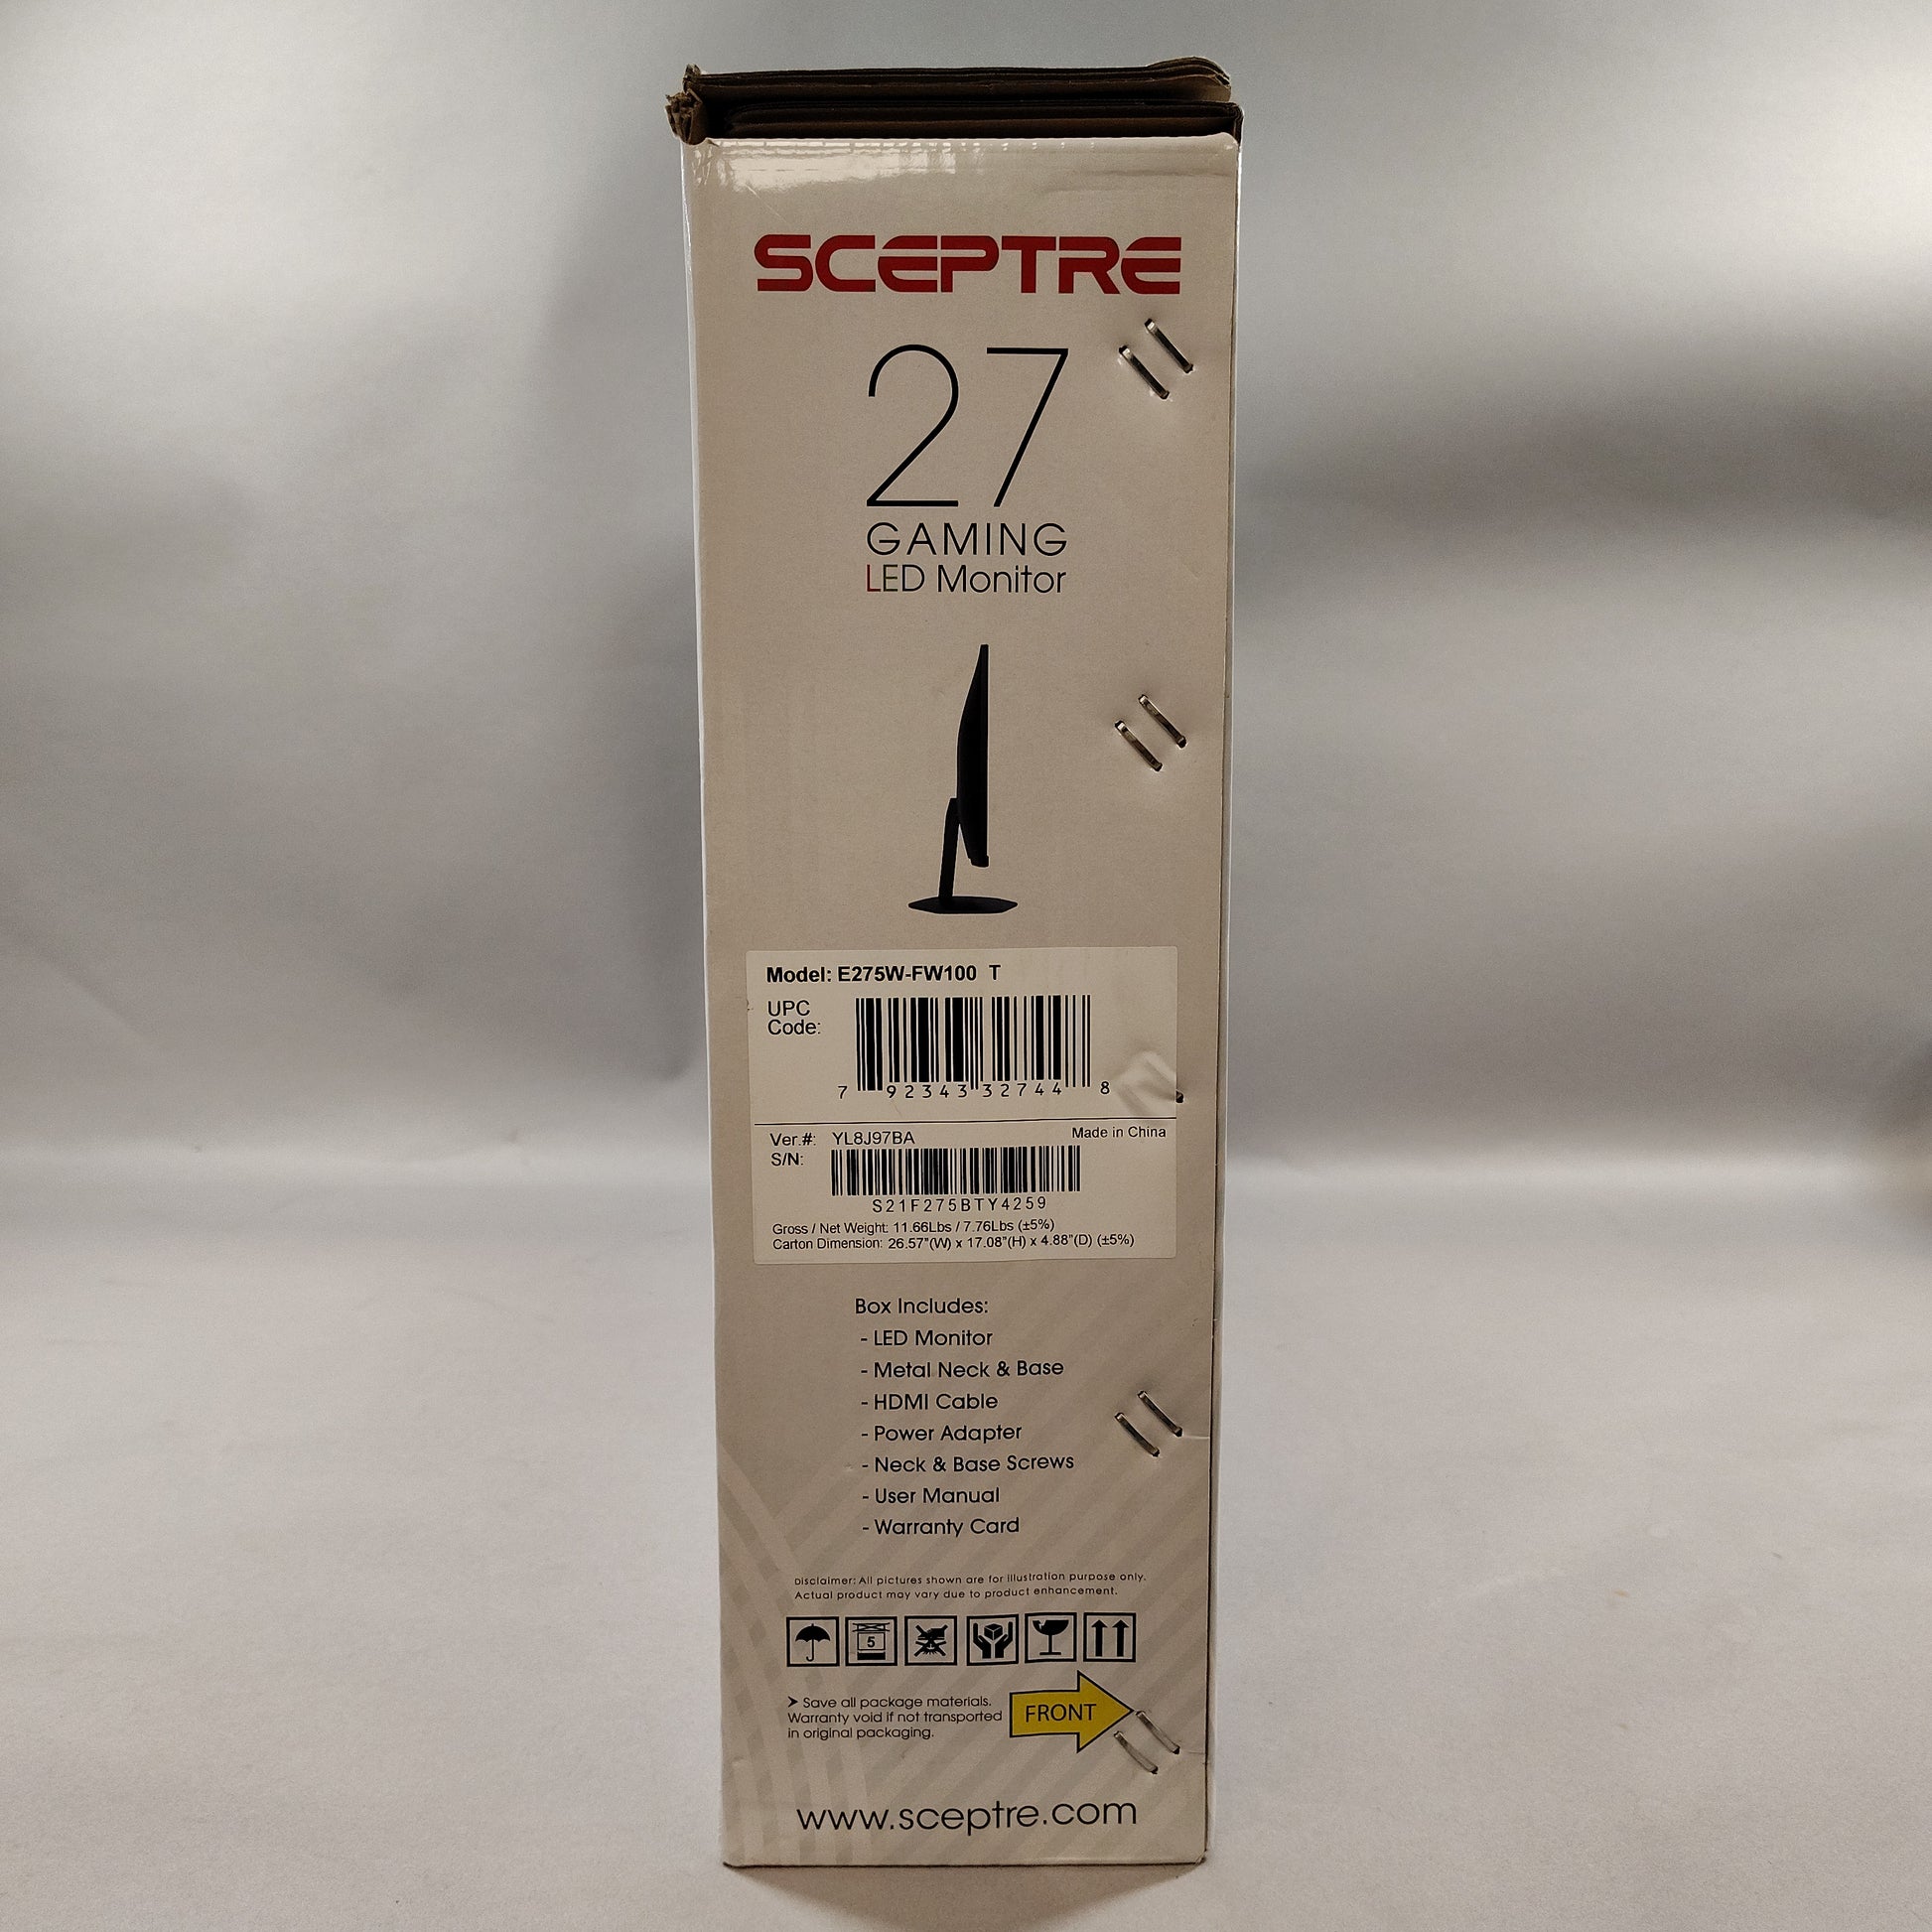 SCEPTRE
27
GAMING
LED Monitor
Model: E275W-FW100 T
UPC
Code:
7 92343 32744 8
Ver.#: YL8J97BA Made in China
S/N:
S21F275BTY4259
Gross / Net Weight: 11.66Lbs / 7.76Lbs (±5%)
Carton Dimension: 26.57"(W) x 17.08"(H) x 4.88"(D) (±5%)
Box Includes:
- LED Monitor
- Metal Neck & Base
- HDMI Cable
- Power Adapter
- Neck & Base Screws
- User Manual
- Warranty Card
Disclaimer: All pictures shown are for illustration purpose only.
Actual product may vary due to product enhancement.
5
➤ Save all package materials.
Warranty void if not transported
in original packaging.
FRONT
www.sceptre.com